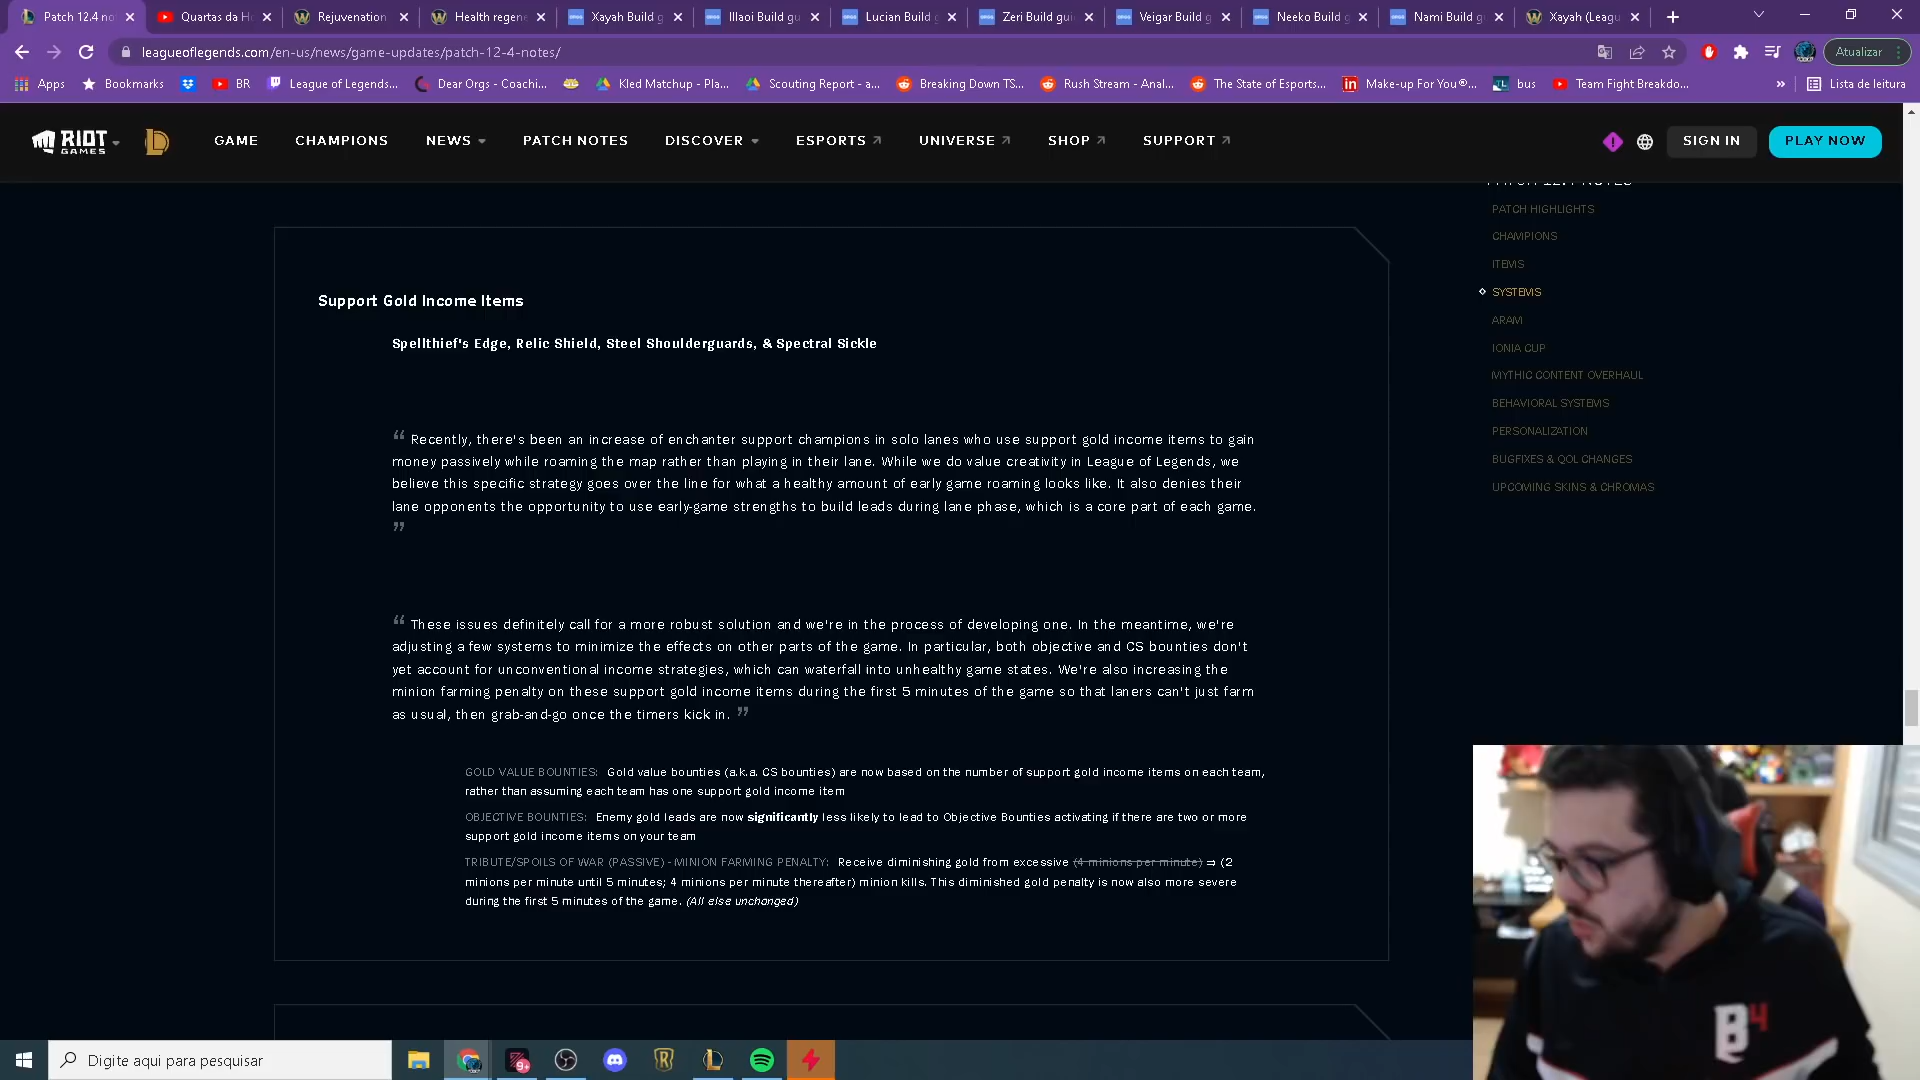 Patch 12.4 no
Quartas da H
Rejuvenation
Health regene
Xayah Build g
Illaoi Build gu
Lucian Build g
Zeri Build gui
Veigar Build g
Neeko Build g
Nami Build g
Xayah (Leagu
leagueoflegends.com/en-us/news/game-updates/patch-12-4-notes/
Atualizar
Apps
Bookmarks
BR
League of Legends...
Dear Orgs - Coachi...
Kled Matchup - Pla...
Scouting Report - a...
Breaking Down TS...
Rush Stream - Anal...
The State of Esports...
Make-up For You®...
bus
Team Fight Breakdo...
»
Lista de leitura
RIOT GAMES
GAME
CHAMPIONS
NEWS
PATCH NOTES
DISCOVER
ESPORTS
UNIVERSE
SHOP
SUPPORT
SIGN IN
PLAY NOW
PATCH 12.4 NOTES
PATCH HIGHLIGHTS
CHAMPIONS
ITEMS
SYSTEMS
ARAM
IONIA CUP
MYTHIC CONTENT OVERHAUL
BEHAVIORAL SYSTEMS
PERSONALIZATION
BUGFIXES & QOL CHANGES
UPCOMING SKINS & CHROMAS
Support Gold Income Items
Spellthief's Edge, Relic Shield, Steel Shoulderguards, & Spectral Sickle
“ Recently, there's been an increase of enchanter support champions in solo lanes who use support gold income items to gain
money passively while roaming the map rather than playing in their lane. While we do value creativity in League of Legends, we
believe this specific strategy goes over the line for what a healthy amount of early game roaming looks like. It also denies their
lane opponents the opportunity to use early-game strengths to build leads during lane phase, which is a core part of each game.
”
“ These issues definitely call for a more robust solution and we're in the process of developing one. In the meantime, we're
adjusting a few systems to minimize the effects on other parts of the game. In particular, both objective and CS bounties don't
yet account for unconventional income strategies, which can waterfall into unhealthy game states. We're also increasing the
minion farming penalty on these support gold income items during the first 5 minutes of the game so that laners can't just farm
as usual, then grab-and-go once the timers kick in. ”
GOLD VALUE BOUNTIES: Gold value bounties (a.k.a. CS bounties) are now based on the number of support gold income items on each team,
rather than assuming each team has one support gold income item
OBJECTIVE BOUNTIES: Enemy gold leads are now significantly less likely to lead to Objective Bounties activating if there are two or more
support gold income items on your team
TRIBUTE/SPOILS OF WAR (PASSIVE) - MINION FARMING PENALTY: Receive diminishing gold from excessive (4 minions per minute) ⇒ (2
minions per minute until 5 minutes; 4 minions per minute thereafter) minion kills. This diminished gold penalty is now also more severe
during the first 5 minutes of the game. (All else unchanged)
B4
Digite aqui para pesquisar
9+